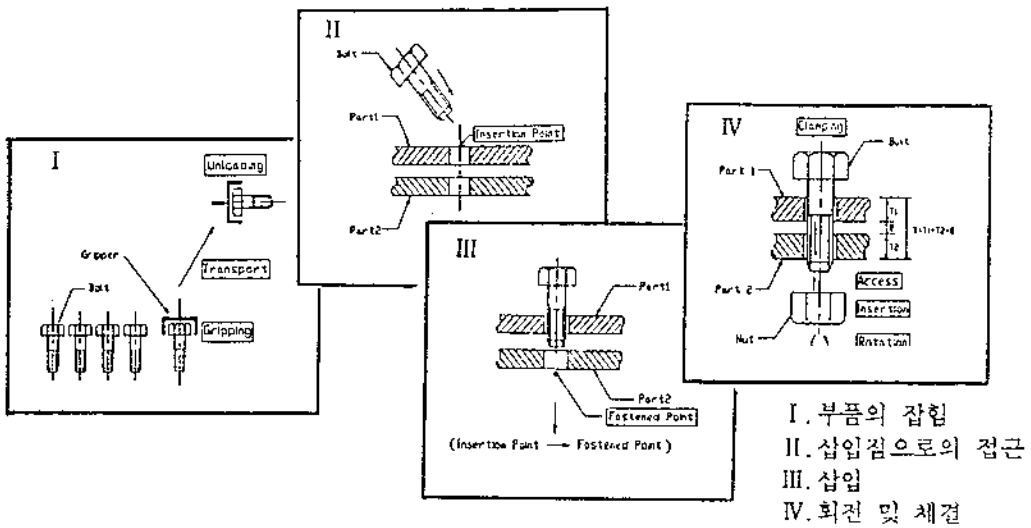 I
Unloading
Gripper
Transport
Bolt
Gripping
II
Bolt
Part1
Insertion Point
Part2
III
Part1
Part2
Fastened Point
(Insertion Point → Fastened Point)
IV
Clamping
Bolt
Part 1
T1
T2
Part 2
Access
Insertion
Nut
Rotation
I. 부품의 잡힘
II. 삽입점으로의 접근
III. 삽입
IV. 회전 및 체결